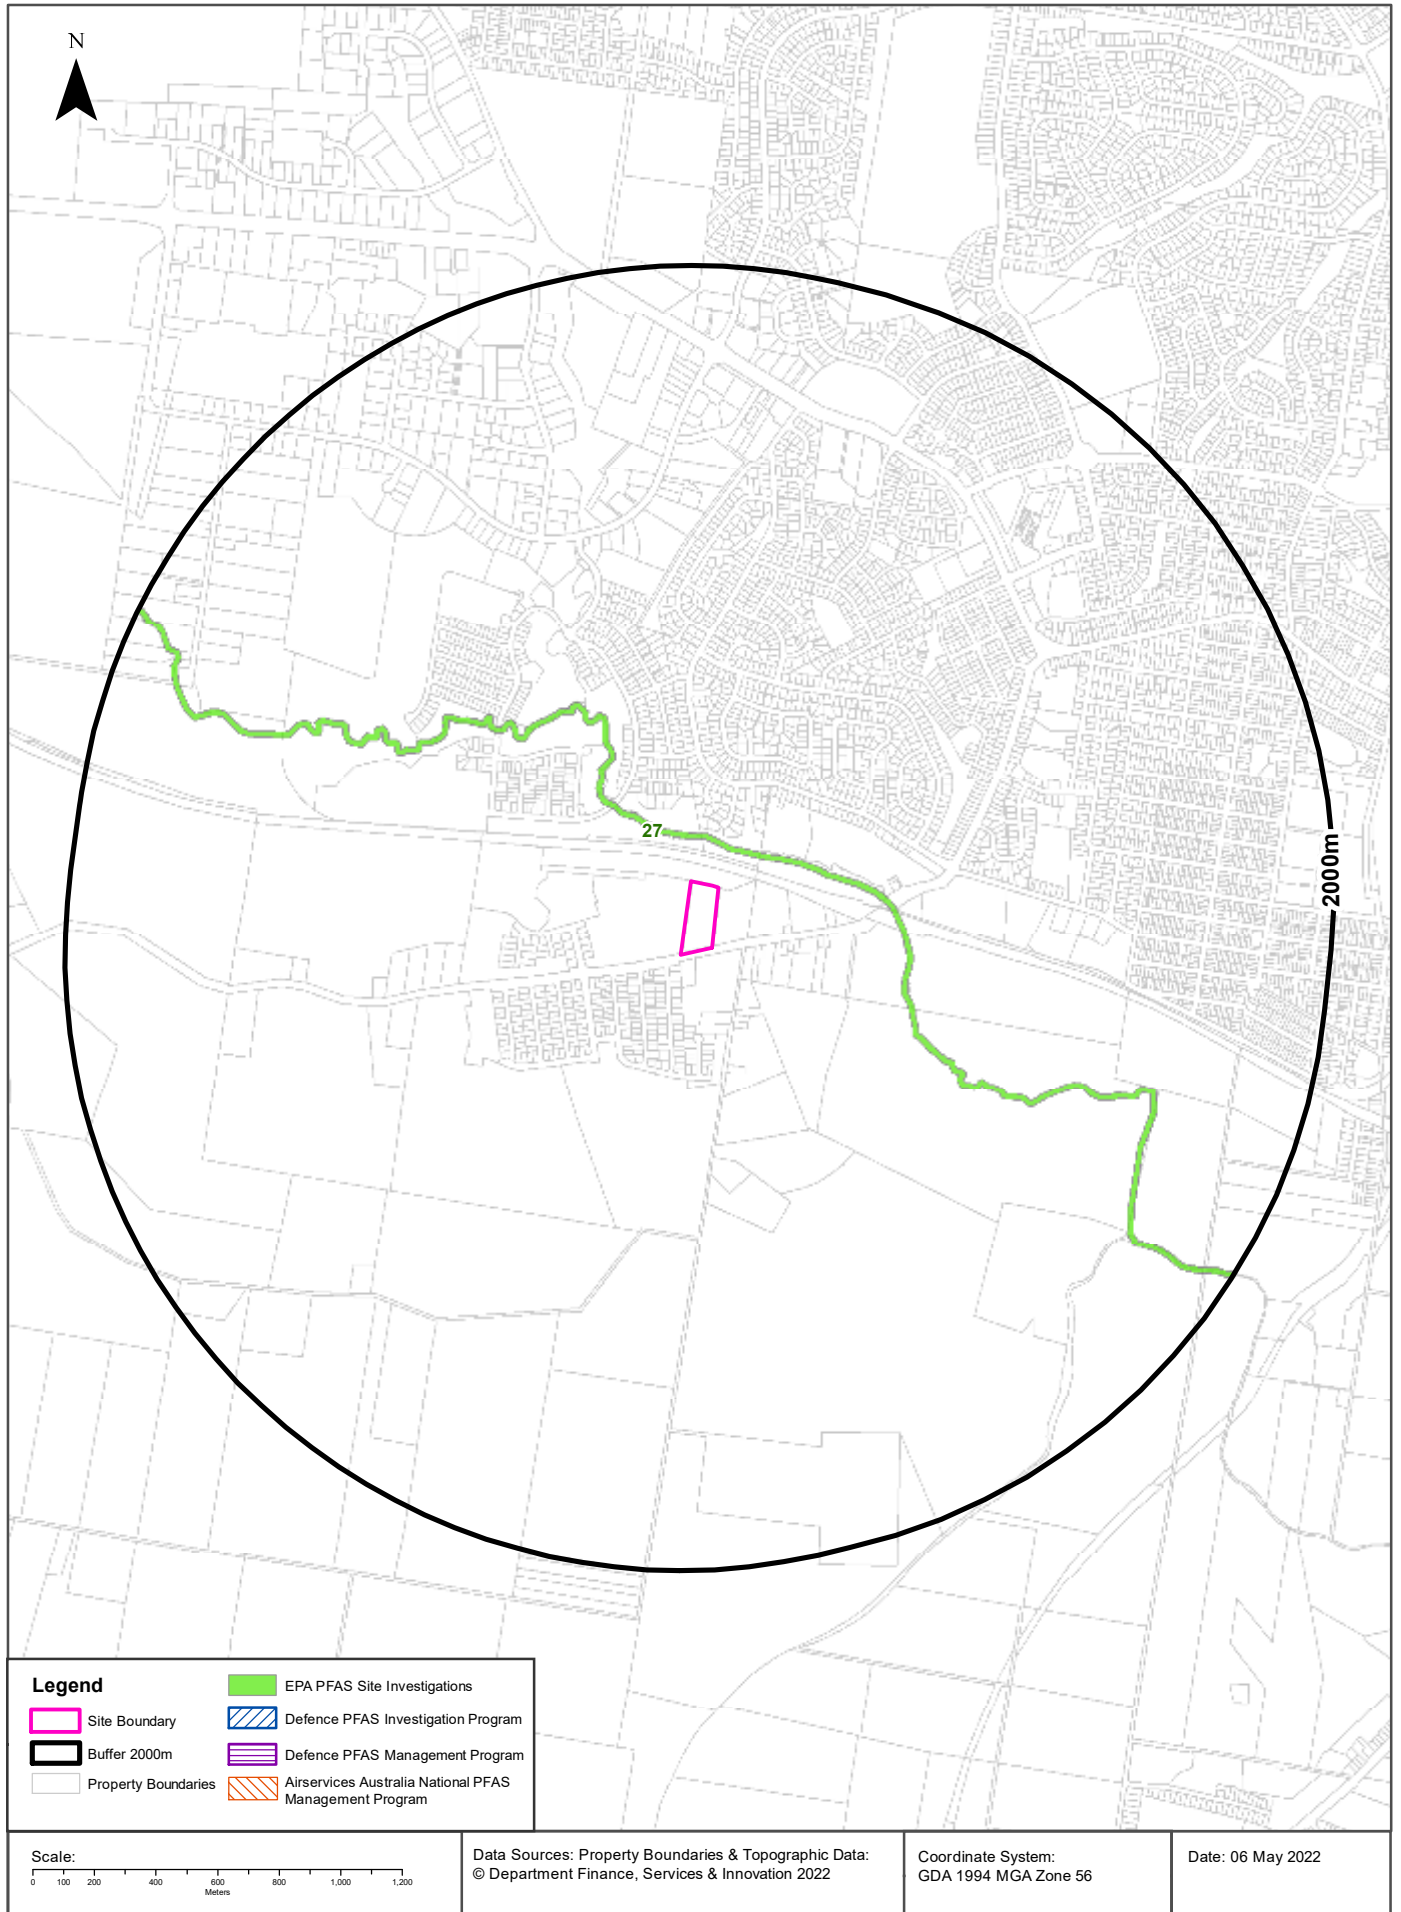 N
27
2000m
Legend
Site Boundary
Buffer 2000m
Property Boundaries
EPA PFAS Site Investigations
Defence PFAS Investigation Program
Defence PFAS Management Program
Airservices Australia National PFAS
Management Program
Scale:
0 100 200 400 600 800 1,000 1,200
Meters
Data Sources: Property Boundaries & Topographic Data:
© Department Finance, Services & Innovation 2022
Coordinate System:
GDA 1994 MGA Zone 56
Date: 06 May 2022